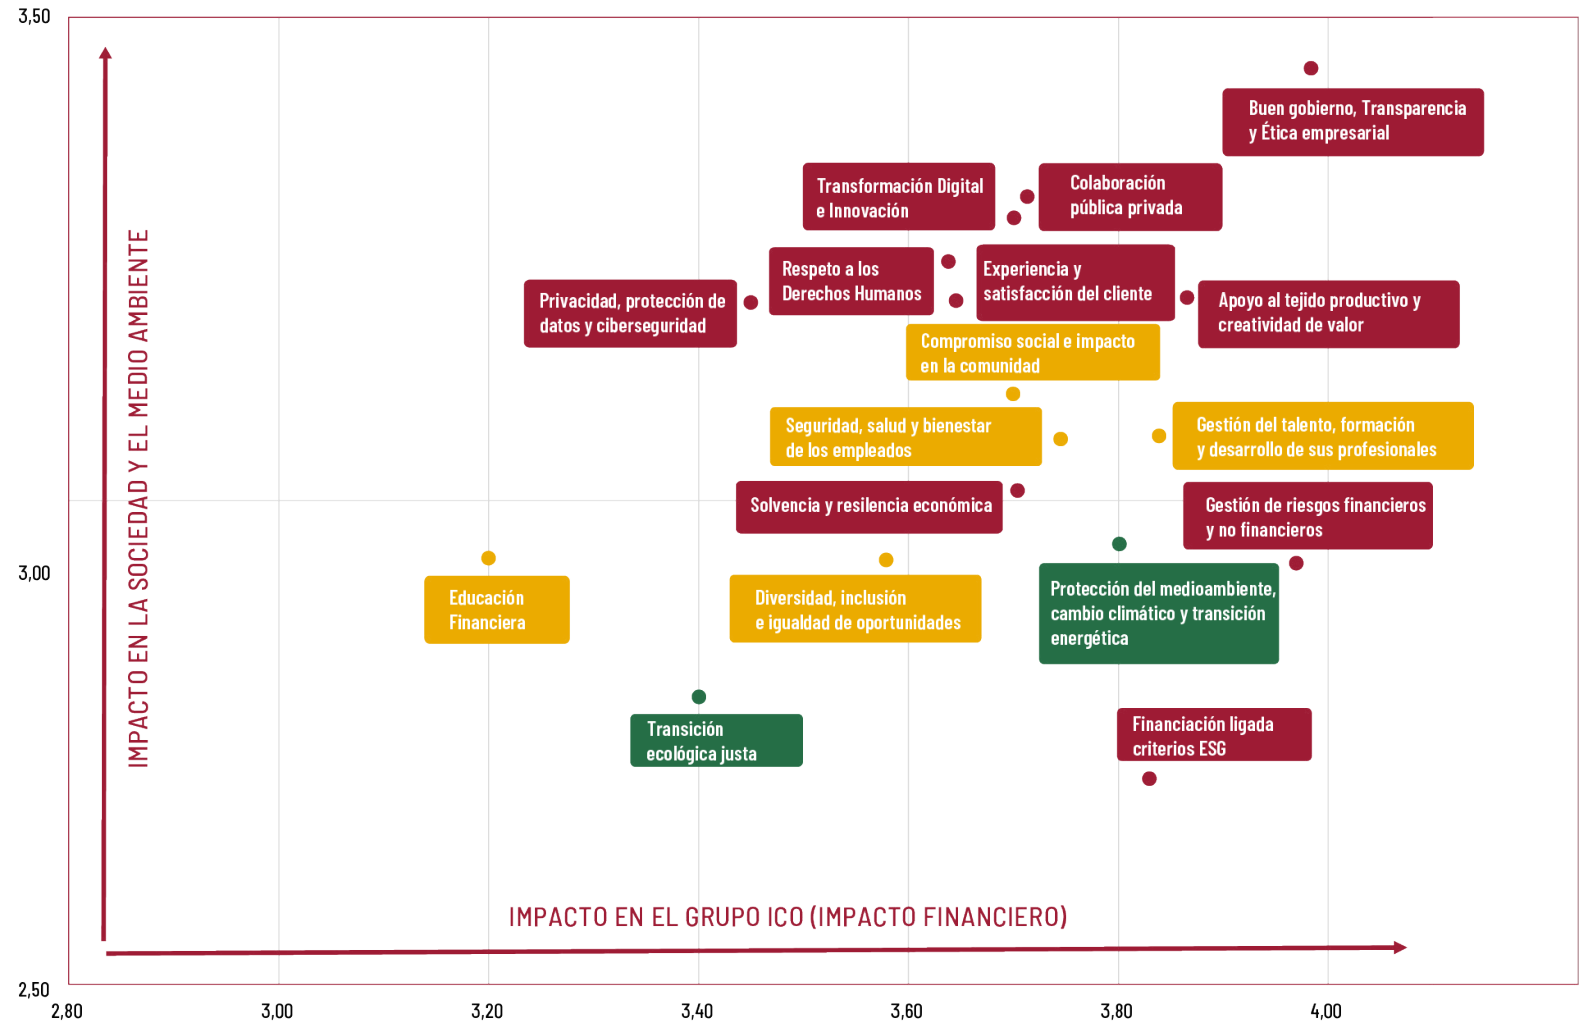 3,50
Buen gobierno, Transparencia
y Ética empresarial
Transformación Digital
e Innovación
Colaboración
pública privada
Respeto a los
Derechos Humanos
Experiencia y
satisfacción del cliente
Privacidad, protección de
datos y ciberseguridad
Apoyo al tejido productivo y
creatividad de valor
Compromiso social e impacto
en la comunidad
Seguridad, salud y bienestar
de los empleados
Gestión del talento, formación
y desarrollo de sus profesionales
Solvencia y resilencia económica
Gestión de riesgos financieros
y no financieros
3,00
Educación
Financiera
Diversidad, inclusión
e igualdad de oportunidades
Protección del medioambiente,
cambio climático y transición
energética
Transición
ecológica justa
Financiación ligada
criterios ESG
IMPACTO EN LA SOCIEDAD Y EL MEDIO AMBIENTE
IMPACTO EN EL GRUPO ICO (IMPACTO FINANCIERO)
2,50
2,80
3,00
3,20
3,40
3,60
3,80
4,00